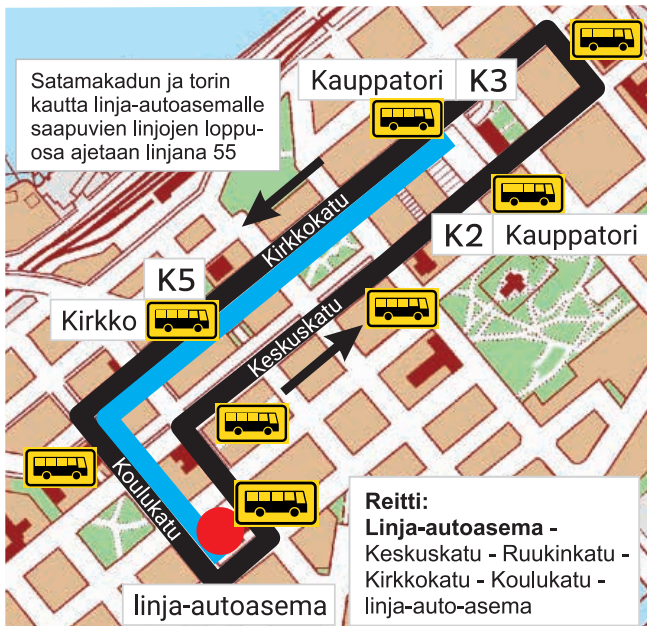 Satamakadun ja torin
kautta linja-autoasemalle
saapuvien linjojen loppu-
osa ajetaan linjana 55
Kauppatori K3
Kirkkokatu
K2 Kauppatori
K5
Kirkko
Keskuskatu
Koulukatu
linja-autoasema
Reitti:
Linja-autoasema -
Keskuskatu - Ruukinkatu -
Kirkkokatu - Koulukatu -
linja-auto-asema